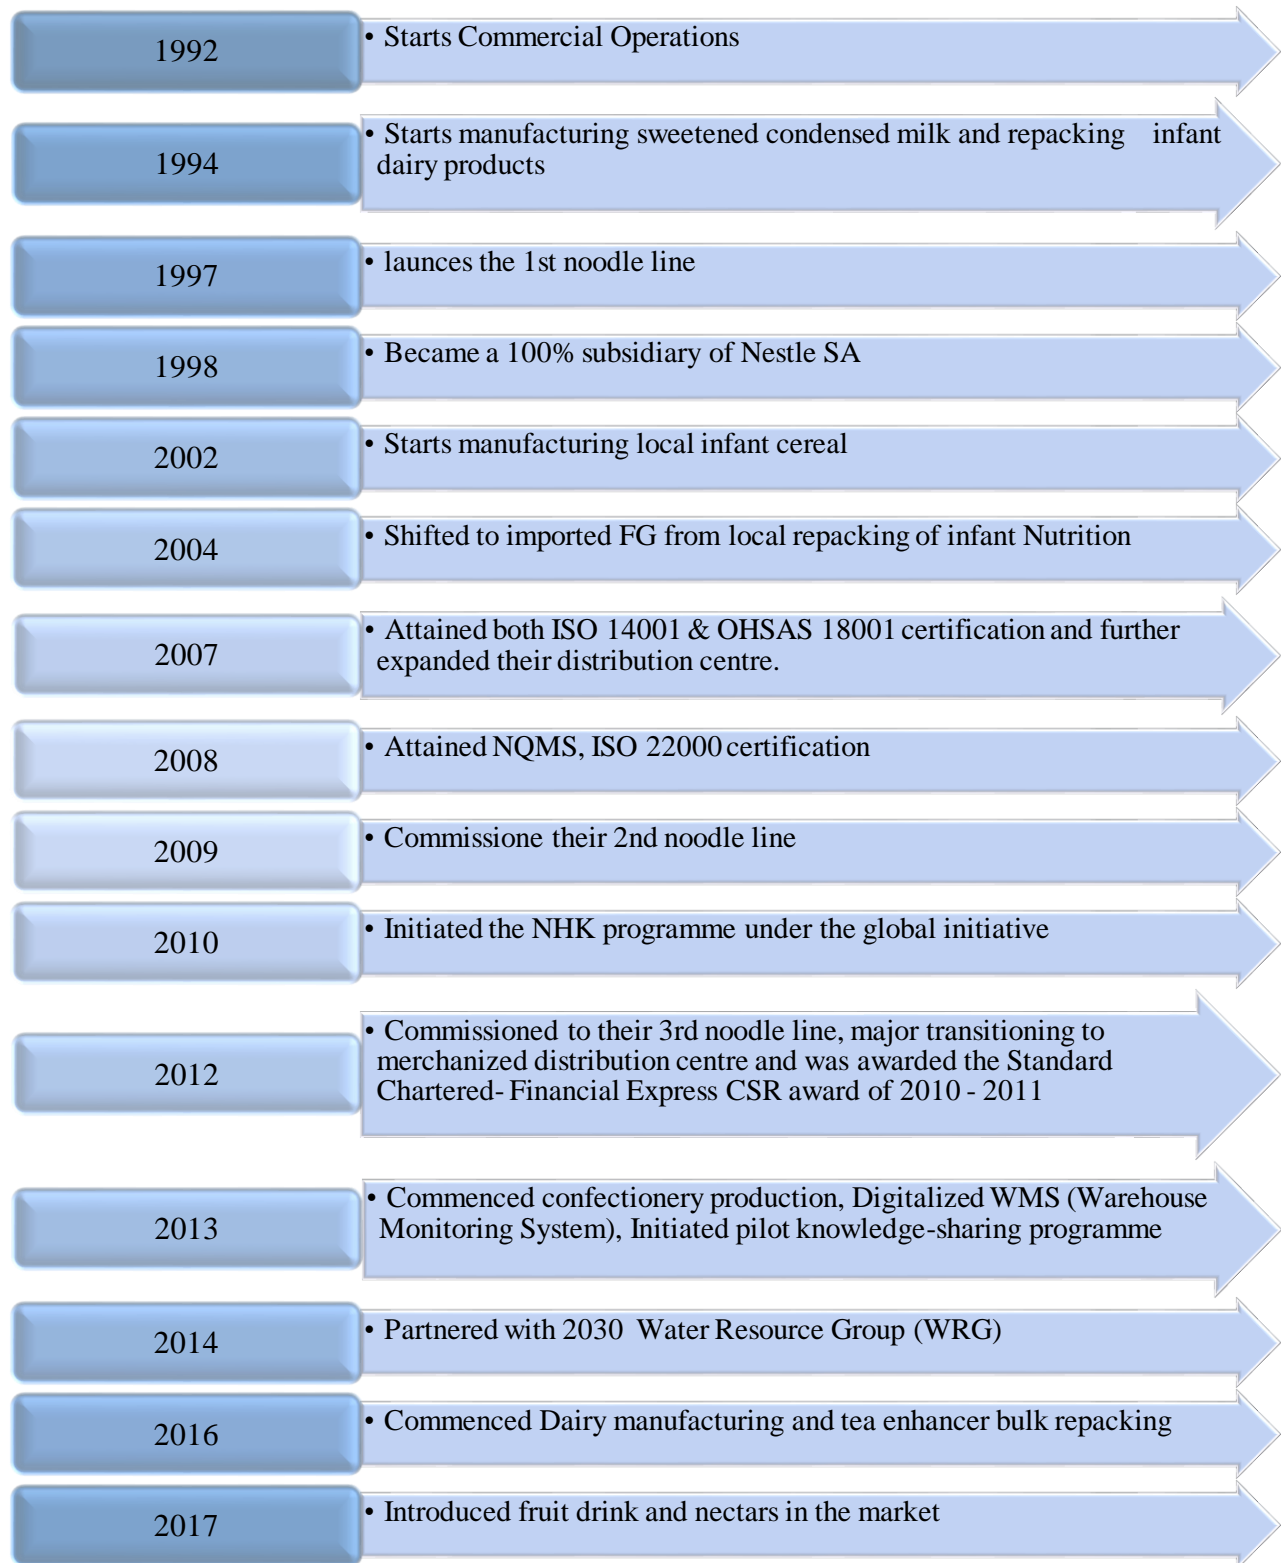 1992
• Starts Commercial Operations
1994
• Starts manufacturing sweetened condensed milk and repacking infant
dairy products
1997
• launces the 1st noodle line
1998
• Became a 100% subsidiary of Nestle SA
2002
• Starts manufacturing local infant cereal
2004
• Shifted to imported FG from local repacking of infant Nutrition
2007
• Attained both ISO 14001 & OHSAS 18001 certification and further
expanded their distribution centre.
2008
• Attained NQMS, ISO 22000 certification
2009
• Commissione their 2nd noodle line
2010
• Initiated the NHK programme under the global initiative
2012
• Commissioned to their 3rd noodle line, major transitioning to
merchanized distribution centre and was awarded the Standard
Chartered- Financial Express CSR award of 2010 - 2011
2013
• Commenced confectionery production, Digitalized WMS (Warehouse
Monitoring System), Initiated pilot knowledge-sharing programme
2014
• Partnered with 2030 Water Resource Group (WRG)
2016
• Commenced Dairy manufacturing and tea enhancer bulk repacking
2017
• Introduced fruit drink and nectars in the market